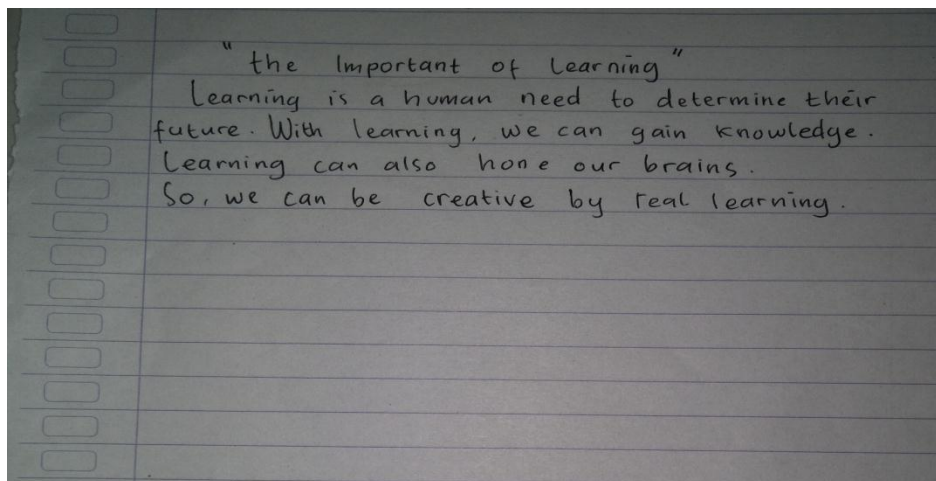 "the Important of Learning"
Learning is a human need to determine their
future. With learning, we can gain knowledge.
Learning can also hone our brains.
So, we can be creative by real learning.